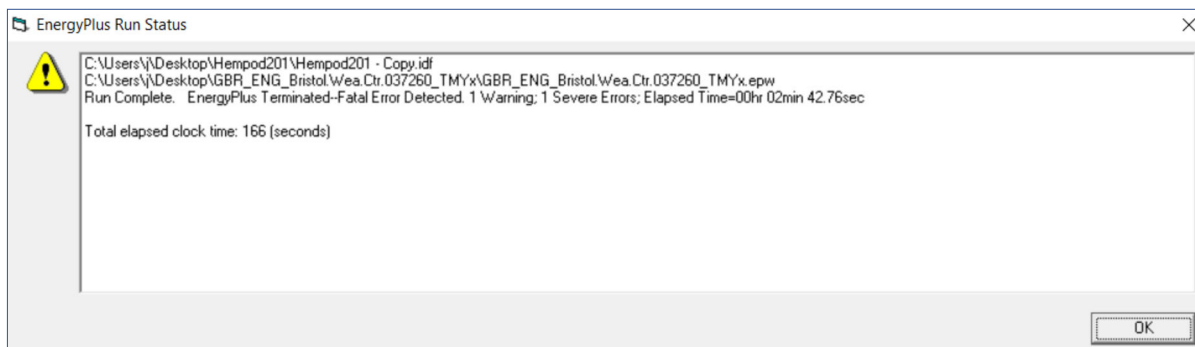 EnergyPlus Run Status
C:\Users\j\Desktop\Hempod201\Hempod201 - Copy.idf
C:\Users\j\Desktop\GBR_ENG_Bristol.Wea.Ctr.037260_TMYx\GBR_ENG_Bristol.Wea.Ctr.037260_TMYx.epw
Run Complete.   EnergyPlus Terminated--Fatal Error Detected. 1 Warning; 1 Severe Errors; Elapsed Time=00hr 02min 42.76sec
Total elapsed clock time: 166 (seconds)
OK